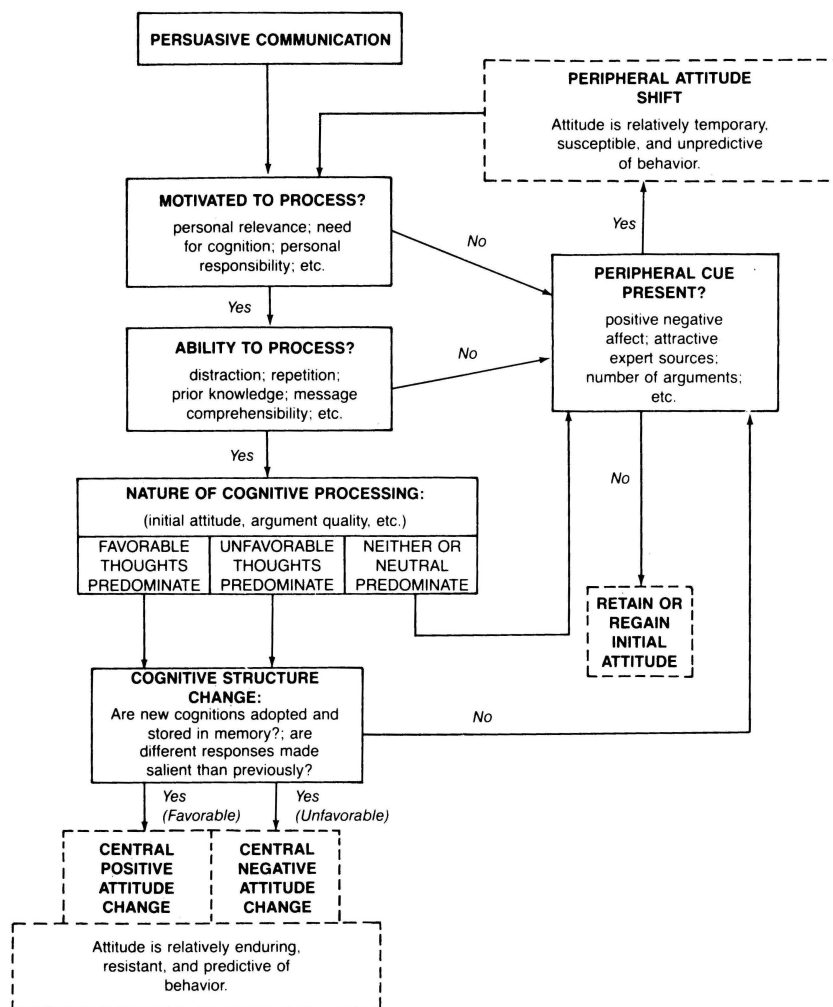 PERSUASIVE COMMUNICATION
PERIPHERAL ATTITUDE
SHIFT
Attitude is relatively temporary,
susceptible, and unpredictive
of behavior.
MOTIVATED TO PROCESS?
personal relevance; need
for cognition; personal
responsibility; etc.
No
Yes
PERIPHERAL CUE
PRESENT?
positive negative
affect; attractive
expert sources;
number of arguments;
etc.
Yes
ABILITY TO PROCESS?
distraction; repetition;
prior knowledge; message
comprehensibility; etc.
No
Yes
No
NATURE OF COGNITIVE PROCESSING:
(initial attitude, argument quality, etc.)
FAVORABLE
THOUGHTS
PREDOMINATE
UNFAVORABLE
THOUGHTS
PREDOMINATE
NEITHER OR
NEUTRAL
PREDOMINATE
RETAIN OR
REGAIN
INITIAL
ATTITUDE
COGNITIVE STRUCTURE
CHANGE:
Are new cognitions adopted and
stored in memory?; are
different responses made
salient than previously?
No
Yes
(Favorable)
Yes
(Unfavorable)
CENTRAL
POSITIVE
ATTITUDE
CHANGE
CENTRAL
NEGATIVE
ATTITUDE
CHANGE
Attitude is relatively enduring,
resistant, and predictive of
behavior.